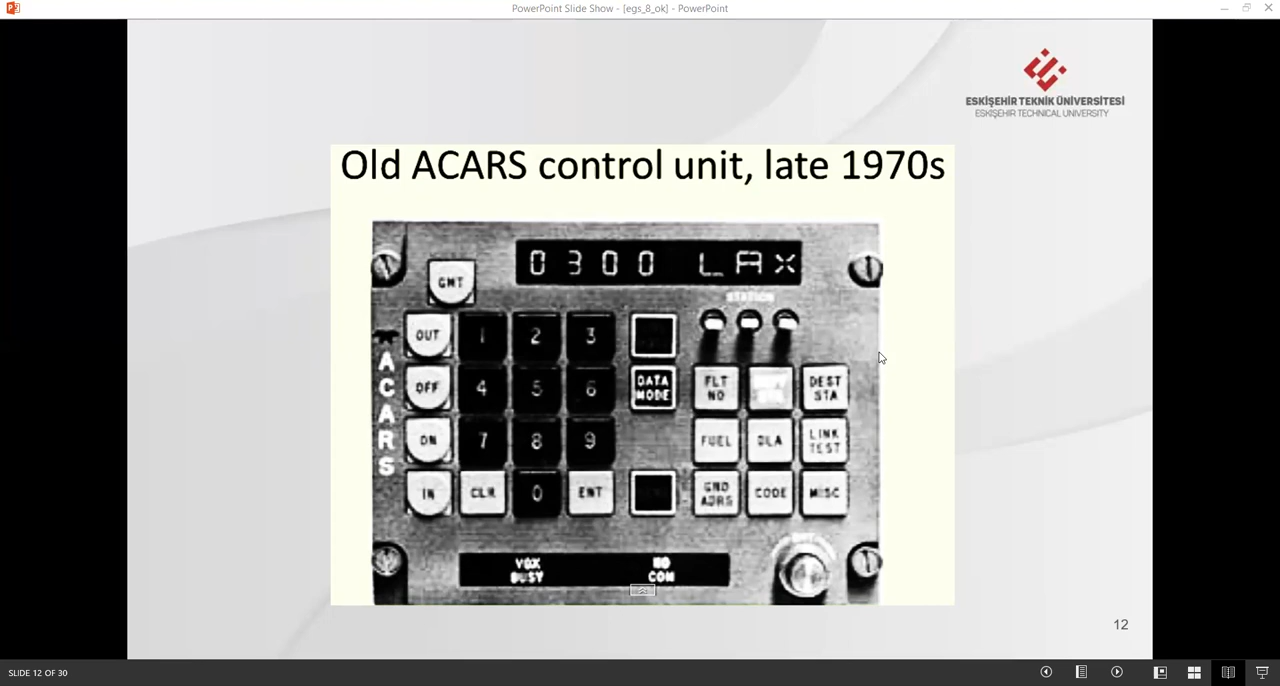 PowerPoint Slide Show - [egs_8_ok] - PowerPoint
ESKİŞEHİR TEKNİK ÜNİVERSİTESİ
ESKİŞEHİR TECHNICAL UNIVERSITY
Old ACARS control unit, late 1970s
0300 LAX
GMT
STATION
OUT 1 2 3
ACARS
OFF 4 5 6 DATA MODE FLT NO DEST STA
ON 7 8 9 FUEL DLA LINK TEST
IN CLR 0 ENT GND ADRS CODE MISC
VOX BUSY NO COM
12
SLIDE 12 OF 30